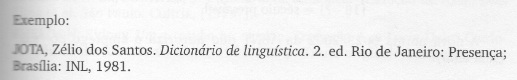 Exemplo:
JOTA, Zélio dos Santos. Dicionário de linguística. 2. ed. Rio de Janeiro: Presença;
Brasília: INL, 1981.